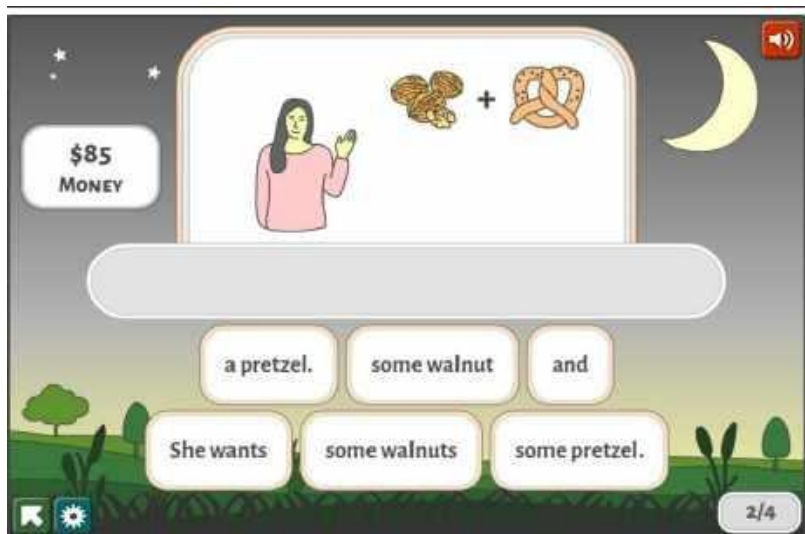 $85
MONEY
+
a pretzel. some walnut and
She wants some walnuts some pretzel.
2/4